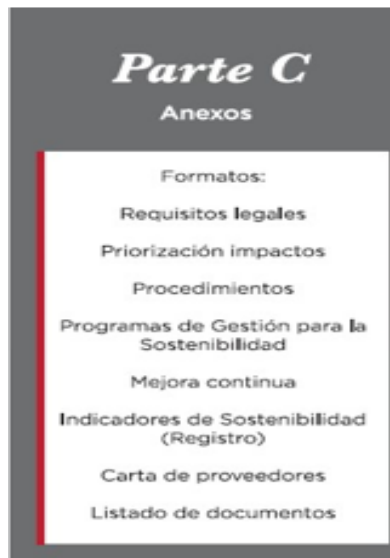 Parte C
Anexos
Formatos:
Requisitos legales
Priorización impactos
Procedimientos
Programas de Gestión para la
Sostenibilidad
Mejora continua
Indicadores de Sostenibilidad
(Registro)
Carta de proveedores
Listado de documentos